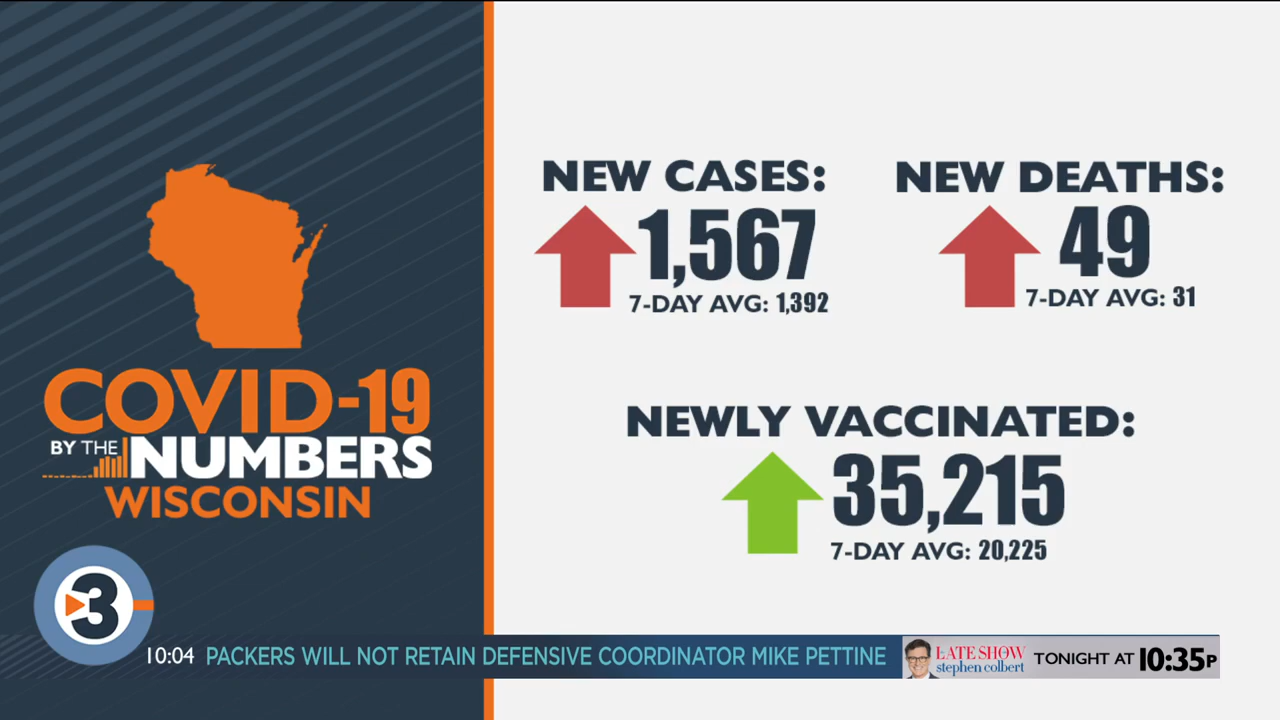 NEW CASES:
1,567
7-DAY AVG: 1,392
NEW DEATHS:
49
7-DAY AVG: 31
COVID-19
BY THE NUMBERS
WISCONSIN
NEWLY VACCINATED:
35,215
7-DAY AVG: 20,225
3
10:04 PACKERS WILL NOT RETAIN DEFENSIVE COORDINATOR MIKE PETTINE
LATE SHOW
stephen colbert
TONIGHT AT 10:35P